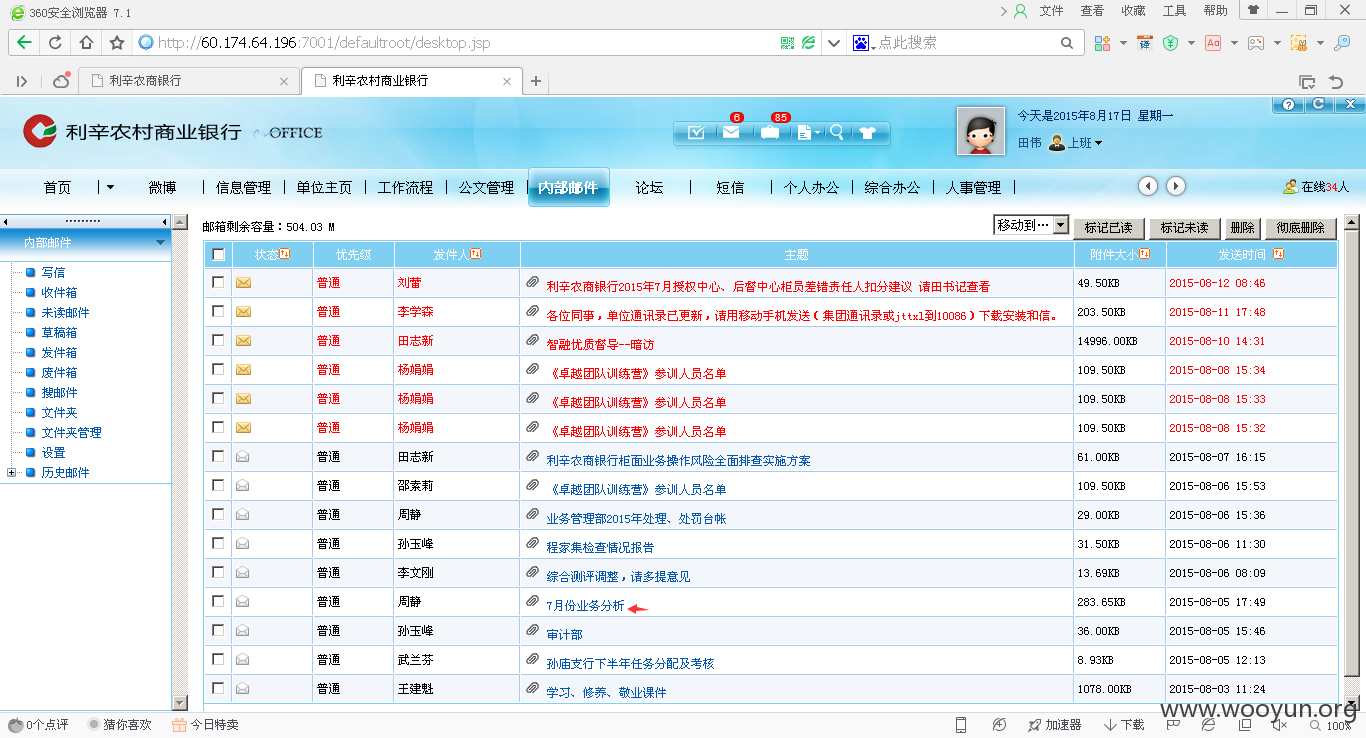 360安全浏览器 7.1
文件 查看 收藏 工具 帮助
http://60.174.64.196:7001/defaultroot/desktop.jsp
点此搜索
利辛农商银行
利辛农村商业银行
利辛农村商业银行 e-OFFICE
6 85
今天是2015年8月17日 星期一
田伟 上班
首页 微博 信息管理 单位主页 工作流程 公文管理 内部邮件 论坛 短信 个人办公 综合办公 人事管理
在线34人
内部邮件
写信
收件箱
未读邮件
草稿箱
发件箱
废件箱
搜邮件
文件夹
文件夹管理
设置
历史邮件
邮箱剩余容量:504.03 M
移动到… 标记已读 标记未读 删除 彻底删除
状态 优先级 发件人 主题 附件大小 发送时间
普通 刘蕾 利辛农商银行2015年7月授权中心、后督中心柜员差错责任人扣分建议 请田书记查看 49.50KB 2015-08-12 08:46
普通 李学森 各位同事,单位通讯录已更新,请用移动手机发送(集团通讯录或jttxl到10086)下载安装和信。 203.50KB 2015-08-11 17:48
普通 田志新 智融优质督导--暗访 14996.00KB 2015-08-10 14:31
普通 杨娟娟 《卓越团队训练营》参训人员名单 109.50KB 2015-08-08 15:34
普通 杨娟娟 《卓越团队训练营》参训人员名单 109.50KB 2015-08-08 15:33
普通 杨娟娟 《卓越团队训练营》参训人员名单 109.50KB 2015-08-08 15:32
普通 田志新 利辛农商银行柜面业务操作风险全面排查实施方案 61.00KB 2015-08-07 16:15
普通 邵素莉 《卓越团队训练营》参训人员名单 109.50KB 2015-08-06 15:53
普通 周静 业务管理部2015年处理、处罚台帐 29.00KB 2015-08-06 15:36
普通 孙玉峰 程家集检查情况报告 31.50KB 2015-08-06 11:30
普通 李文刚 综合测评调整,请多提意见 13.69KB 2015-08-06 08:09
普通 周静 7月份业务分析 283.65KB 2015-08-05 17:49
普通 孙玉峰 审计部 36.00KB 2015-08-05 15:46
普通 武兰芬 孙庙支行下半年任务分配及考核 8.93KB 2015-08-05 12:13
普通 王建魁 学习、修养、敬业课件 1078.00KB 2015-08-03 11:24
www.wooyun.org
0个点评 猜你喜欢 今日特卖
加速器 下载 100%